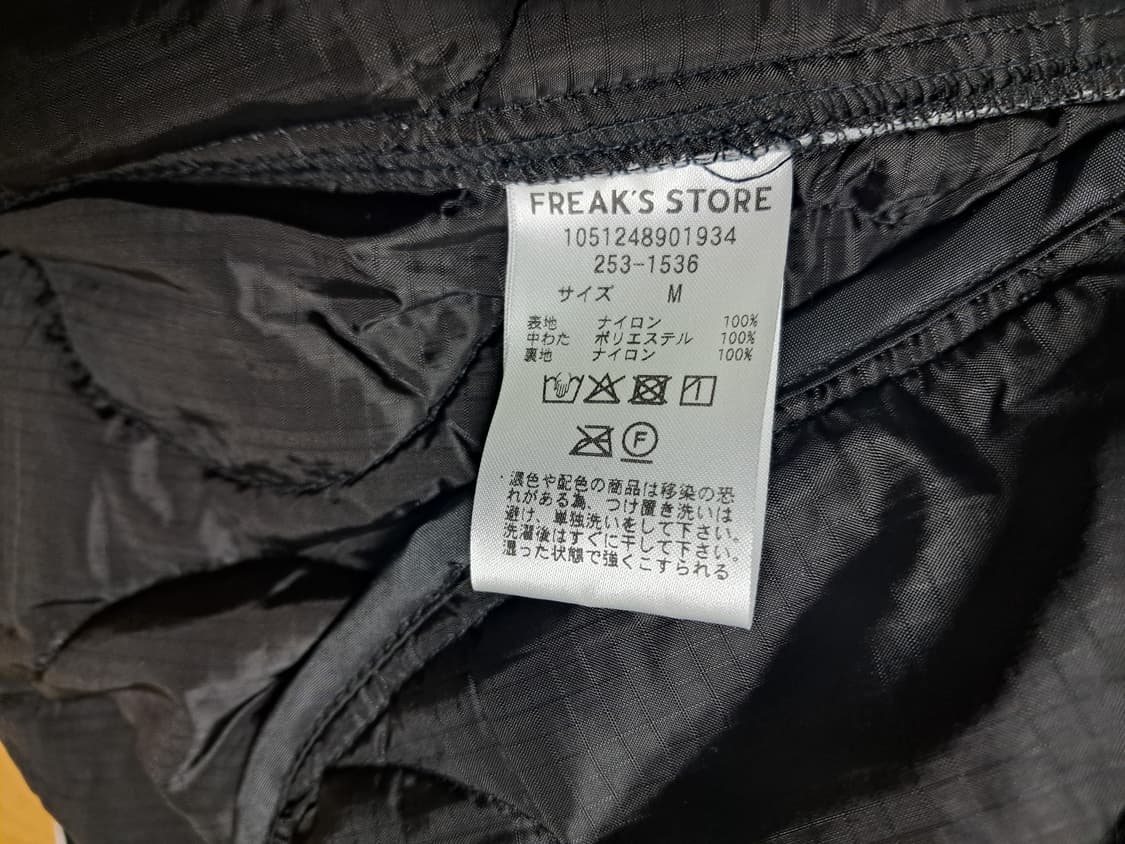 FREAK'S STORE
1051248901934
253-1536
サイズ M
表地 ナイロン 100%
中わた ポリエステル 100%
裏地 ナイロン 100%
F
・濃色や配色の商品は移染の恐
れがある為、つけ置き洗いは
避け、単独洗いをして下さい。
洗濯後はすぐに干して下さい。
湿った状態で強くこすられる